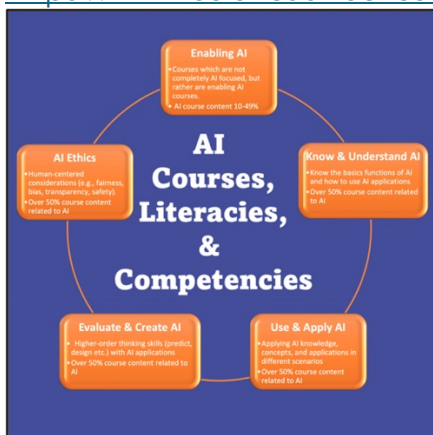 Enabling AI
•Courses which are not
completely AI focused, but
rather are enabling AI
courses.
•AI course content 10-49%
AI
Courses,
Literacies,
&
Competencies
Know & Understand AI
•Know the basics functions of AI
and how to use AI applications
•Over 50% course content related
to AI
Use & Apply AI
•Applying AI knowledge,
concepts, and applications in
different scenarios
•Over 50% course content
related to AI
Evaluate & Create AI
• Higher-order thinking skills (predict,
design etc.) with AI applications
•Over 50% course content related to
AI
AI Ethics
•Human-centered
considerations (e.g., fairness,
bias, transparency, safety).
•Over 50% course content
related to AI